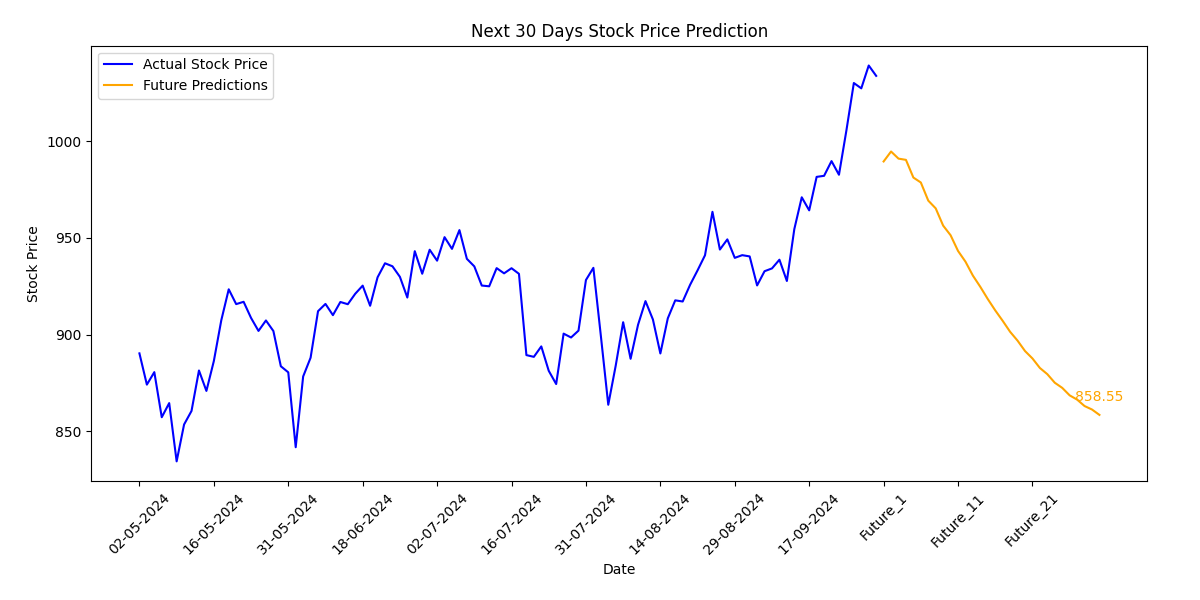 Next 30 Days Stock Price Prediction
Actual Stock Price
Future Predictions
Stock Price
1000
950
900
850
858.55
02-05-2024
16-05-2024
31-05-2024
18-06-2024
02-07-2024
16-07-2024
31-07-2024
14-08-2024
29-08-2024
17-09-2024
Future_1
Future_11
Future_21
Date